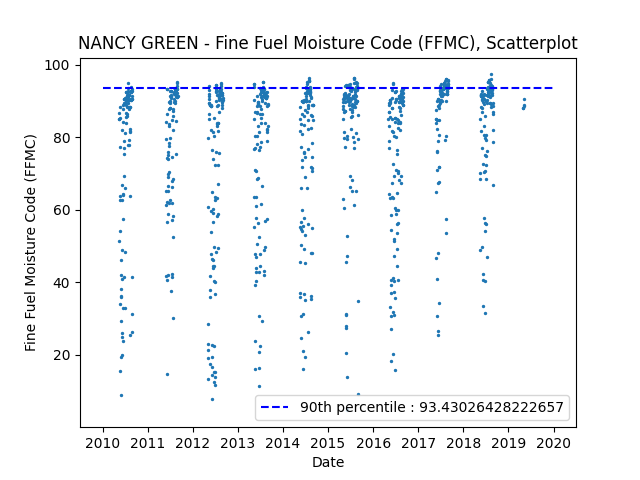 NANCY GREEN - Fine Fuel Moisture Code (FFMC), Scatterplot
100
80
60
40
20
Fine Fuel Moisture Code (FFMC)
90th percentile : 93.43026428222657
2010 2011 2012 2013 2014 2015 2016 2017 2018 2019 2020
Date